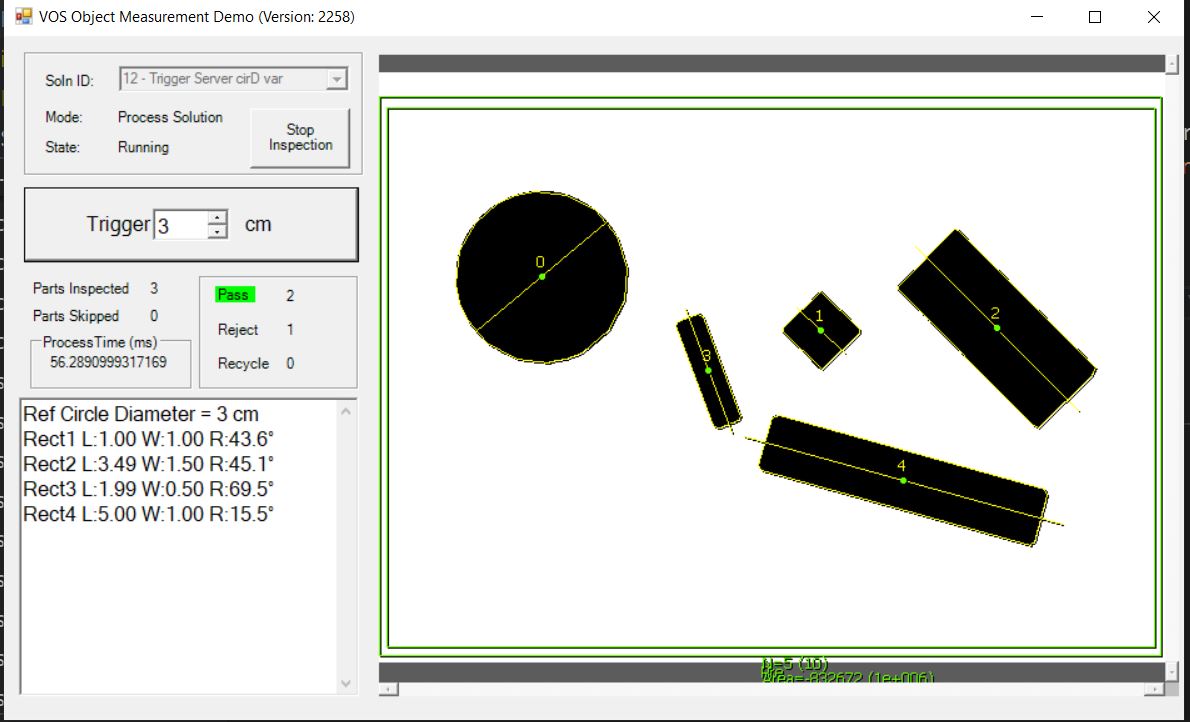 VOS Object Measurement Demo (Version: 2258)
Soln ID: 12 - Trigger Server cirD var
Mode: Process Solution
State: Running
Stop
Inspection
Trigger 3 cm
Parts Inspected 3
Parts Skipped 0
ProcessTime (ms)
56.2890999317169
Pass 2
Reject 1
Recycle 0
Ref Circle Diameter = 3 cm
Rect1 L:1.00 W:1.00 R:43.6°
Rect2 L:3.49 W:1.50 R:45.1°
Rect3 L:1.99 W:0.50 R:69.5°
Rect4 L:5.00 W:1.00 R:15.5°
0
1
2
3
4
N=5 (10)
Area=-832672 (1e+006)